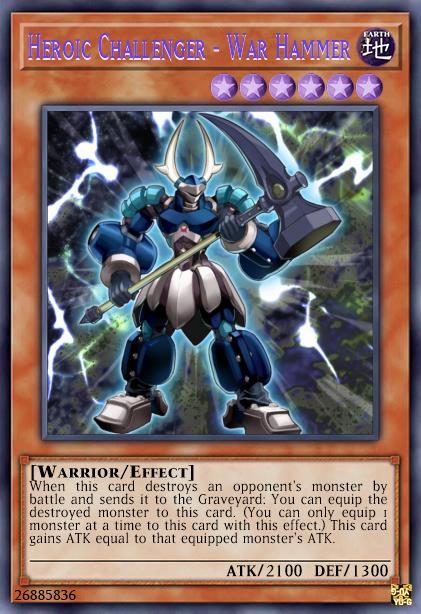 Heroic Challenger - War Hammer
EARTH
地
[Warrior/Effect]
When this card destroys an opponent's monster by
battle and sends it to the Graveyard: You can equip the
destroyed monster to this card. (You can only equip 1
monster at a time to this card with this effect.) This card
gains ATK equal to that equipped monster's ATK.
ATK/2100 DEF/1300
26885836